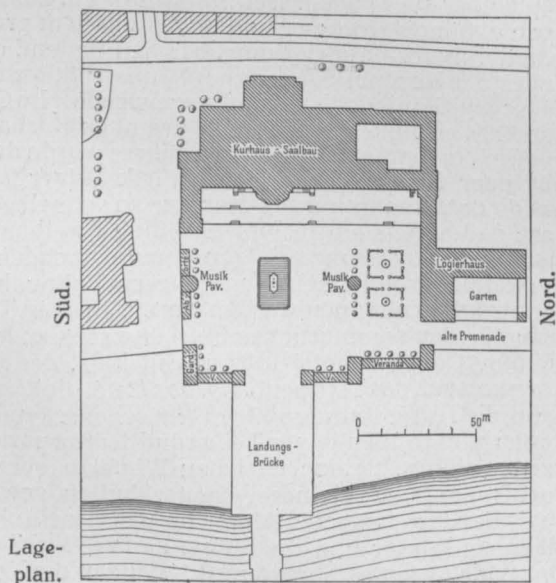 Kurhaus u. Saalbau
Logierhaus
Musik
Pav.
Musik
Pav.
Garten
Süd.
Nord.
alte Promenade
Veranda
0 50m
Landungs-
Brücke
Lage-
plan.